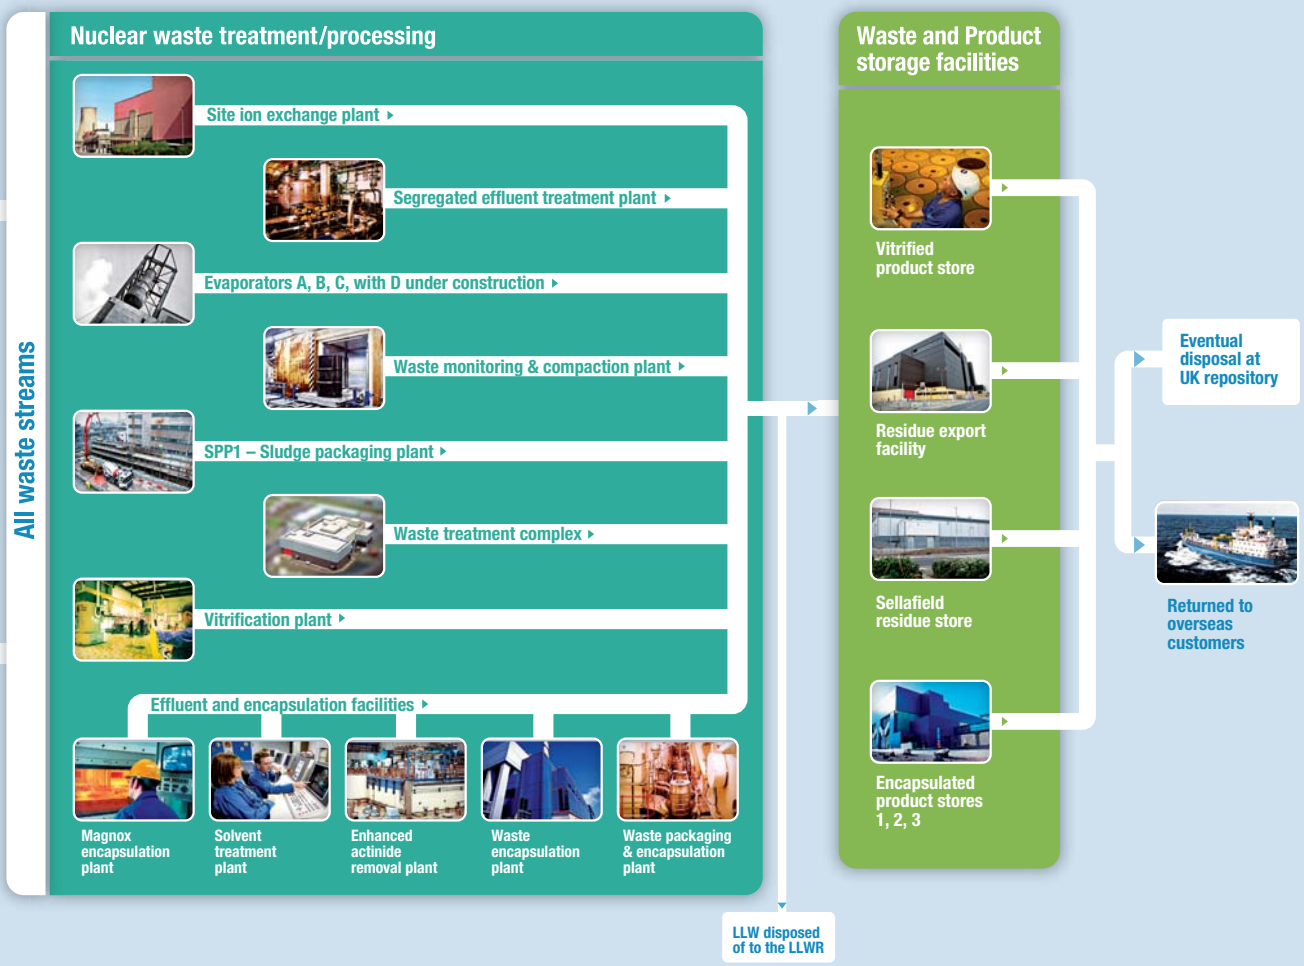 All waste streams
Nuclear waste treatment/processing
Site ion exchange plant
Segregated effluent treatment plant
Evaporators A, B, C, with D under construction
Waste monitoring & compaction plant
SPP1 – Sludge packaging plant
Waste treatment complex
Vitrification plant
Effluent and encapsulation facilities
Magnox
encapsulation
plant
Solvent
treatment
plant
Enhanced
actinide
removal plant
Waste
encapsulation
plant
Waste packaging
& encapsulation
plant
LLW disposed
of to the LLWR
Waste and Product
storage facilities
Vitrified
product store
Residue export
facility
Sellafield
residue store
Encapsulated
product stores
1, 2, 3
Eventual
disposal at
UK repository
Returned to
overseas
customers